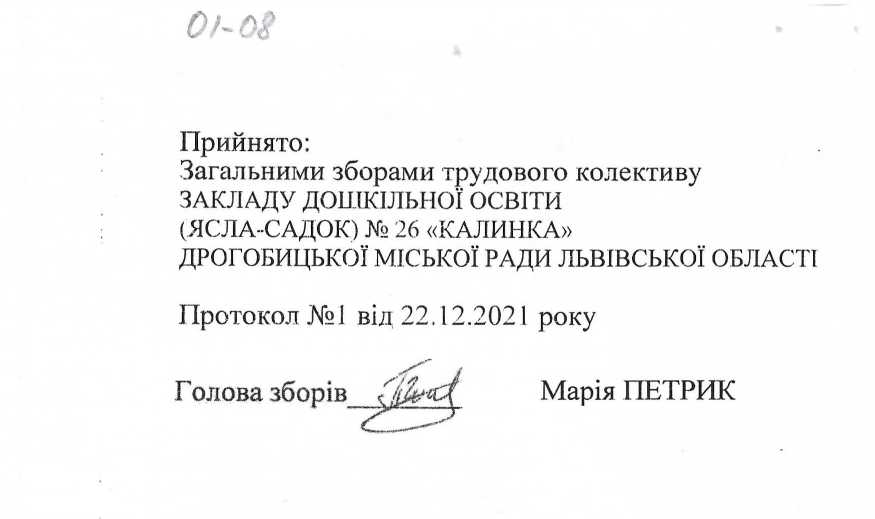 01-08
Прийнято:
Загальними зборами трудового колективу
ЗАКЛАДУ ДОШКІЛЬНОЇ ОСВІТИ
(ЯСЛА-САДОК) № 26 «КАЛИНКА»
ДРОГОБИЦЬКОЇ МІСЬКОЇ РАДИ ЛЬВІВСЬКОЇ ОБЛАСТІ
Протокол №1 від 22.12.2021 року
Голова зборів Марія ПЕТРИК